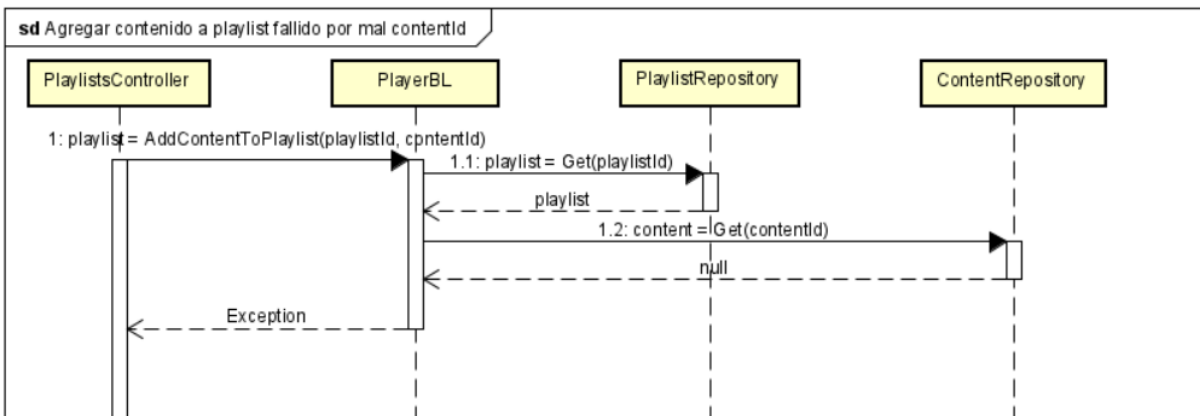 sd Agregar contenido a playlist fallido por mal contentId
PlaylistsController
PlayerBL
PlaylistRepository
ContentRepository
1: playlist = AddContentToPlaylist(playlistId, contentId)
1.1: playlist = Get(playlistId)
playlist
1.2: content = Get(contentId)
null
Exception